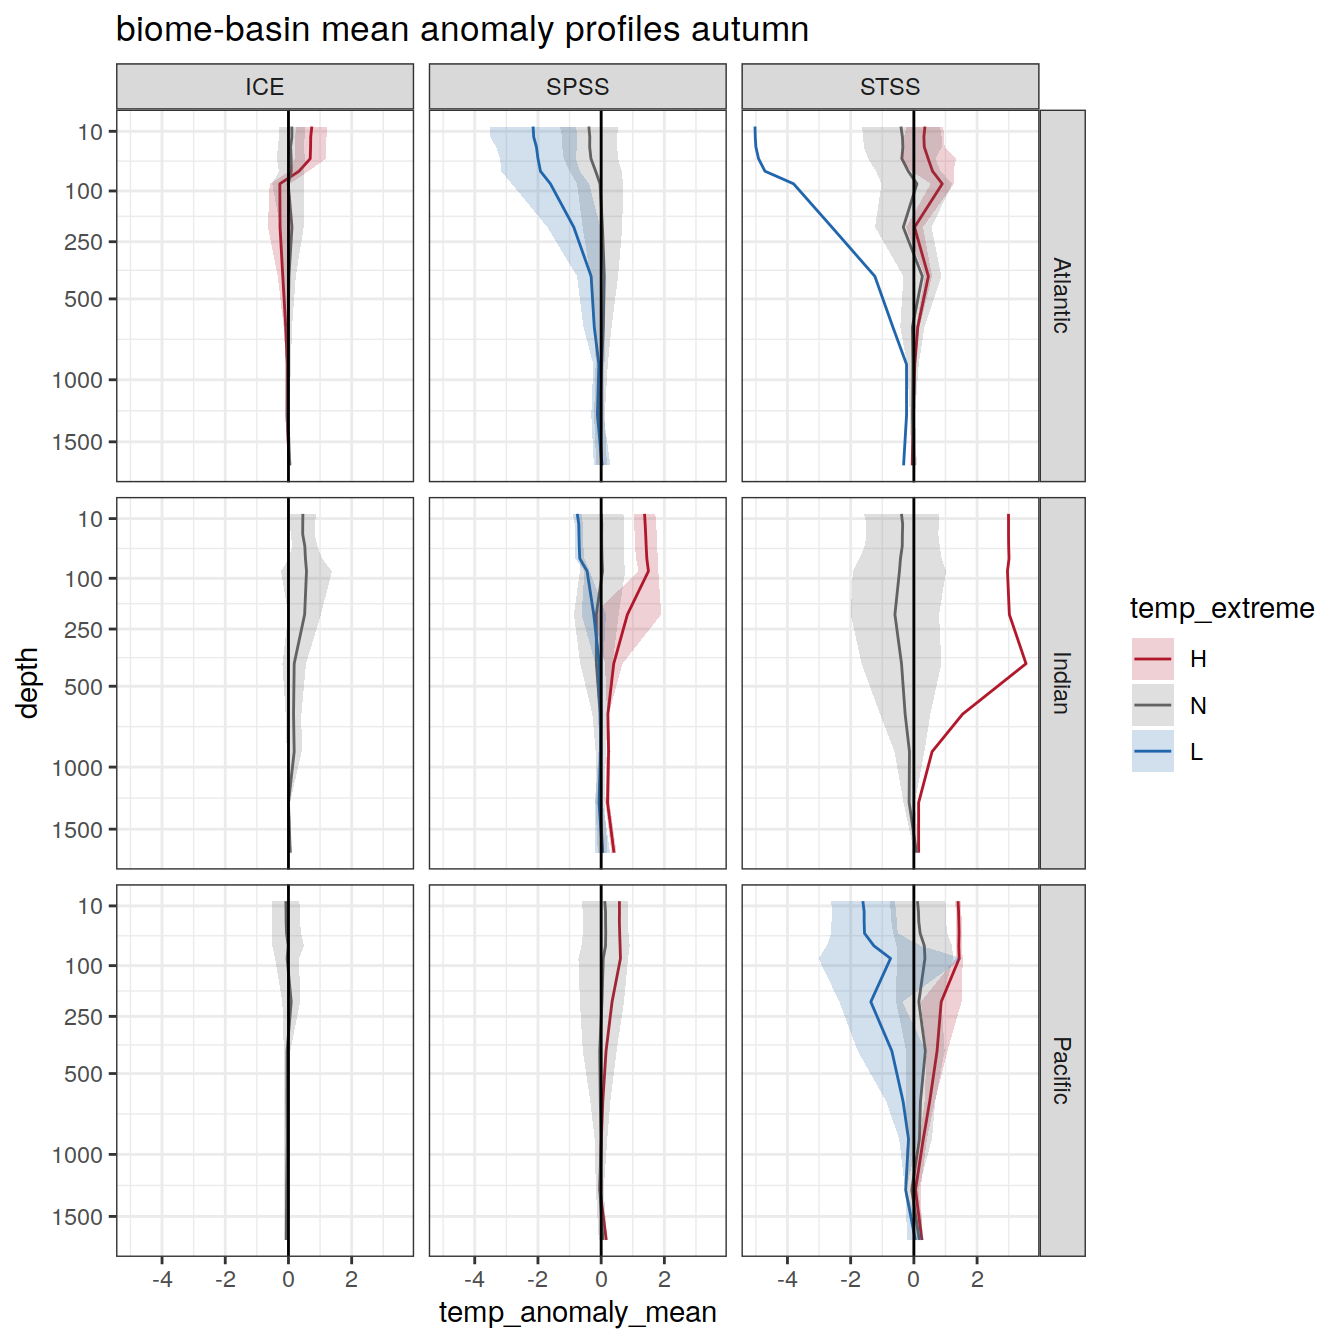 biome-basin mean anomaly profiles autumn
ICE
SPSS
STSS
10
100
250
500
1000
1500
Atlantic
10
100
250
500
1000
1500
Indian
10
100
250
500
1000
1500
Pacific
depth
-4 -2 0 2
-4 -2 0 2
-4 -2 0 2
temp_anomaly_mean
temp_extreme
H
N
L